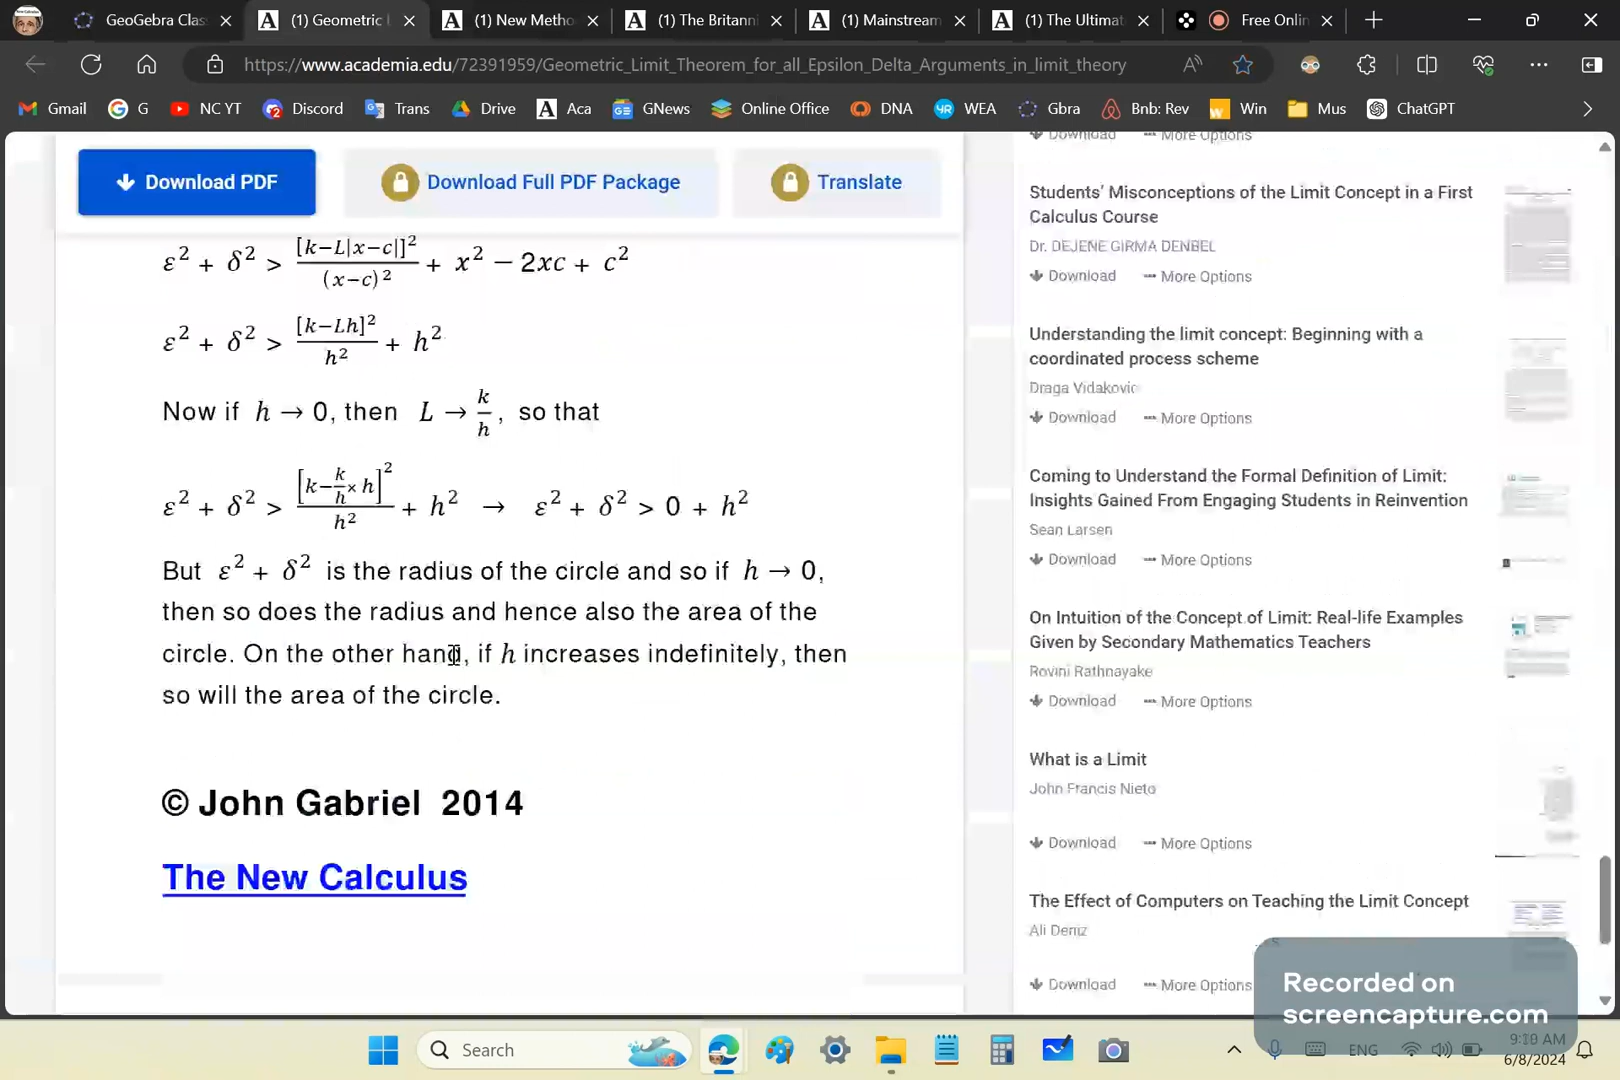 GeoGebra Clas
(1) Geometric
(1) New Metho
(1) The Britann
(1) Mainstream
(1) The Ultimat
Free Onlin
https://www.academia.edu/72391959/Geometric_Limit_Theorem_for_all_Epsilon_Delta_Arguments_in_limit_theory
Gmail G NC YT Discord Trans Drive Aca GNews Online Office DNA WEA Gbra Bnb: Rev Win Mus ChatGPT
Download PDF
Download Full PDF Package
Translate
ε² + δ² > [k−L|x−c|]² / (x−c)² + x² − 2xc + c²
ε² + δ² > [k−Lh]² / h² + h²
Now if h → 0, then L → k/h, so that
ε² + δ² > [k−k/h× h]² / h² + h² → ε² + δ² > 0 + h²
But ε² + δ² is the radius of the circle and so if h → 0,
then so does the radius and hence also the area of the
circle. On the other hand, if h increases indefinitely, then
so will the area of the circle.
© John Gabriel 2014
The New Calculus
Download More Options
Students' Misconceptions of the Limit Concept in a First
Calculus Course
Dr. DEJENE GIRMA DENBEL
Download More Options
Understanding the limit concept: Beginning with a
coordinated process scheme
Draga Vidakovic
Download More Options
Coming to Understand the Formal Definition of Limit:
Insights Gained From Engaging Students in Reinvention
Sean Larsen
Download More Options
On Intuition of the Concept of Limit: Real-life Examples
Given by Secondary Mathematics Teachers
Rovini Rathnayake
Download More Options
What is a Limit
John Francis Nieto
Download More Options
The Effect of Computers on Teaching the Limit Concept
Ali Deniz
Download More Options
Recorded on
screencapture.com
Search
ENG
AM
6/8/2024